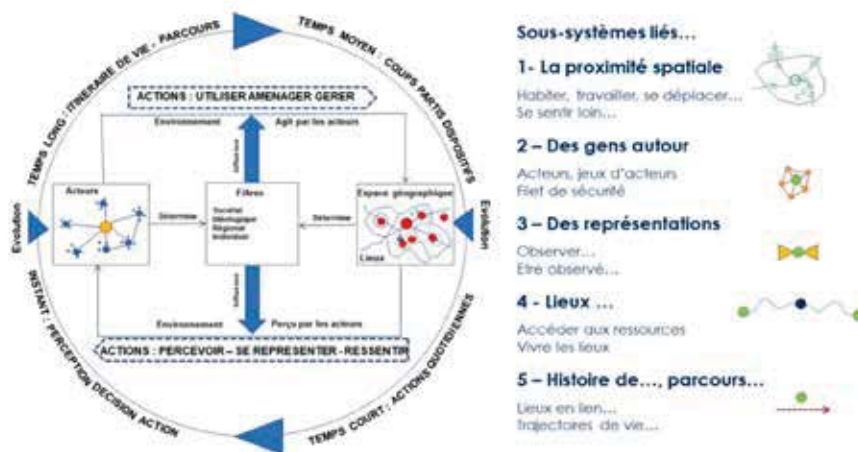 TEMPS LONG : ITINERAIRE DE VIE - PARCOURS
TEMPS MOYEN : COUPS PARTIS DISPOSITIFS
ACTIONS : UTILISER AMENAGER GERER
Environnement
Agit par les acteurs
Influence
Acteurs
Filtres
Espace géographique
Sociétal
Idéologique
Régional
Individuel
Détermine
Détermine
Lieux
Evolution
Evolution
Influence
Environnement
Perçu par les acteurs
ACTIONS : PERCEVOIR – SE REPRESENTER - RESSENTIR
INSTANT : PERCEPTION DECISION ACTION
TEMPS COURT : ACTIONS QUOTIDIENNES
Sous-systèmes liés…
1- La proximité spatiale
Habiter, travailler, se déplacer…
Se sentir loin…
2 – Des gens autour
Acteurs, jeux d'acteurs
Filet de sécurité
3 – Des représentations
Observer…
Etre observé…
4 - Lieux …
Accéder aux ressources
Vivre les lieux
5 – Histoire de…, parcours…
Lieux en lien…
Trajectoires de vie…